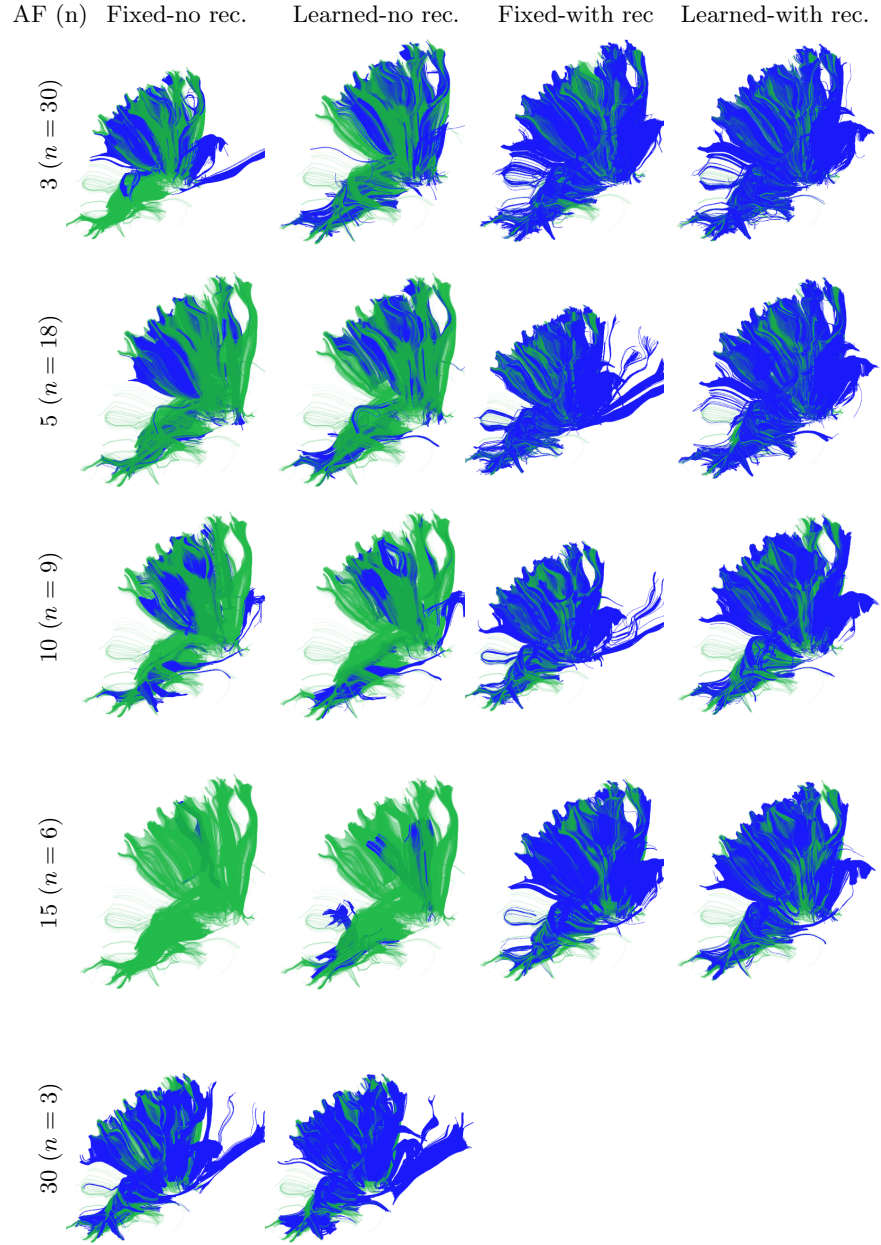 AF (n) Fixed-no rec. Learned-no rec. Fixed-with rec Learned-with rec.
3 (n = 30)
5 (n = 18)
10 (n = 9)
15 (n = 6)
30 (n = 3)